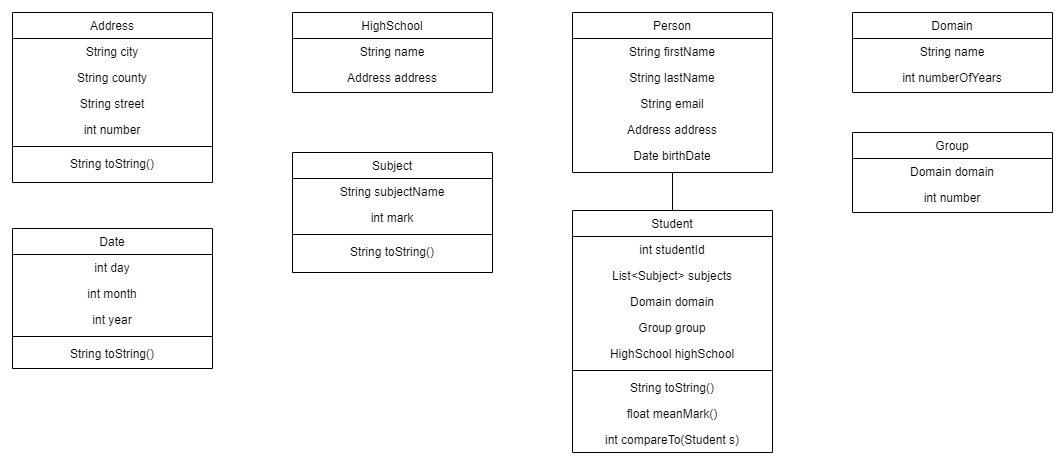 Address
String city
String county
String street
int number
String toString()
Date
int day
int month
int year
String toString()
HighSchool
String name
Address address
Subject
String subjectName
int mark
String toString()
Person
String firstName
String lastName
String email
Address address
Date birthDate
Student
int studentId
List<Subject> subjects
Domain domain
Group group
HighSchool highSchool
String toString()
float meanMark()
int compareTo(Student s)
Domain
String name
int numberOfYears
Group
Domain domain
int number